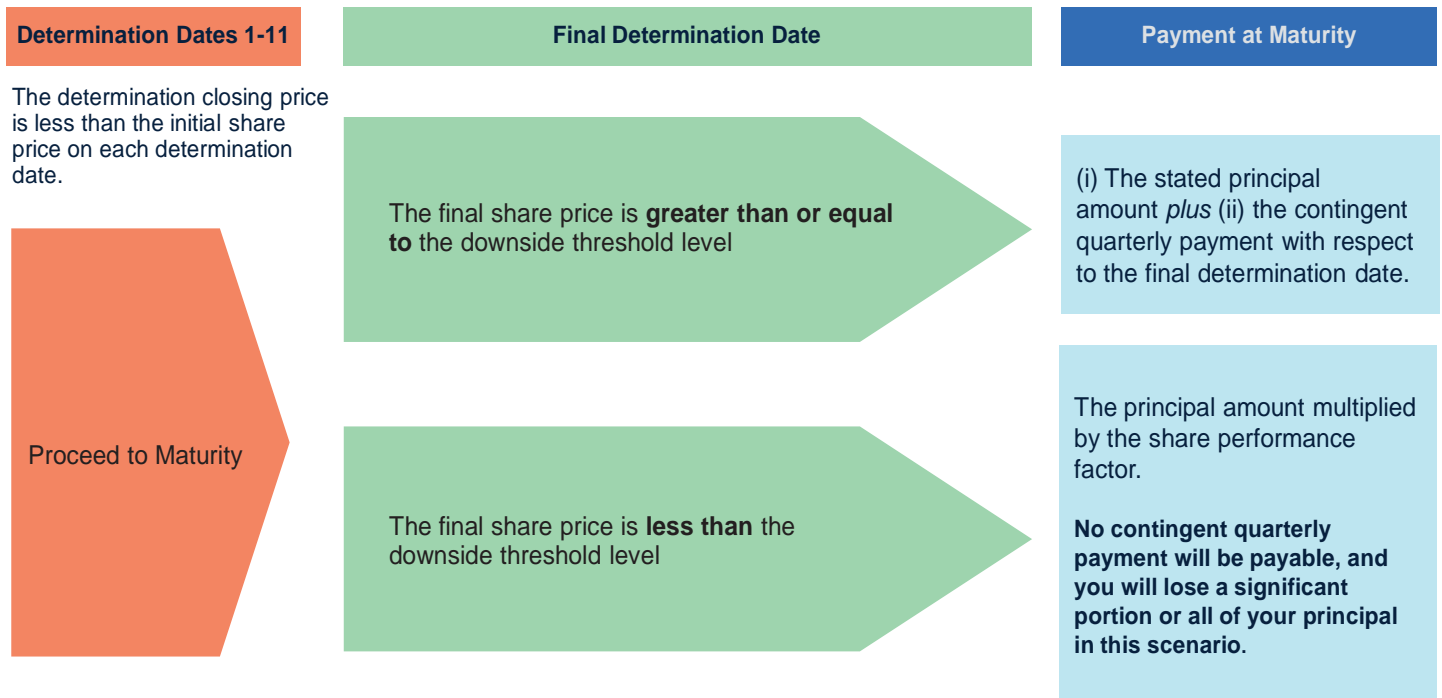 Determination Dates 1-11
Final Determination Date
Payment at Maturity
The determination closing price
is less than the initial share
price on each determination
date.
Proceed to Maturity
The final share price is greater than or equal
to the downside threshold level
(i) The stated principal
amount plus (ii) the contingent
quarterly payment with respect
to the final determination date.
The final share price is less than the
downside threshold level
The principal amount multiplied
by the share performance
factor.
No contingent quarterly
payment will be payable, and
you will lose a significant
portion or all of your principal
in this scenario.